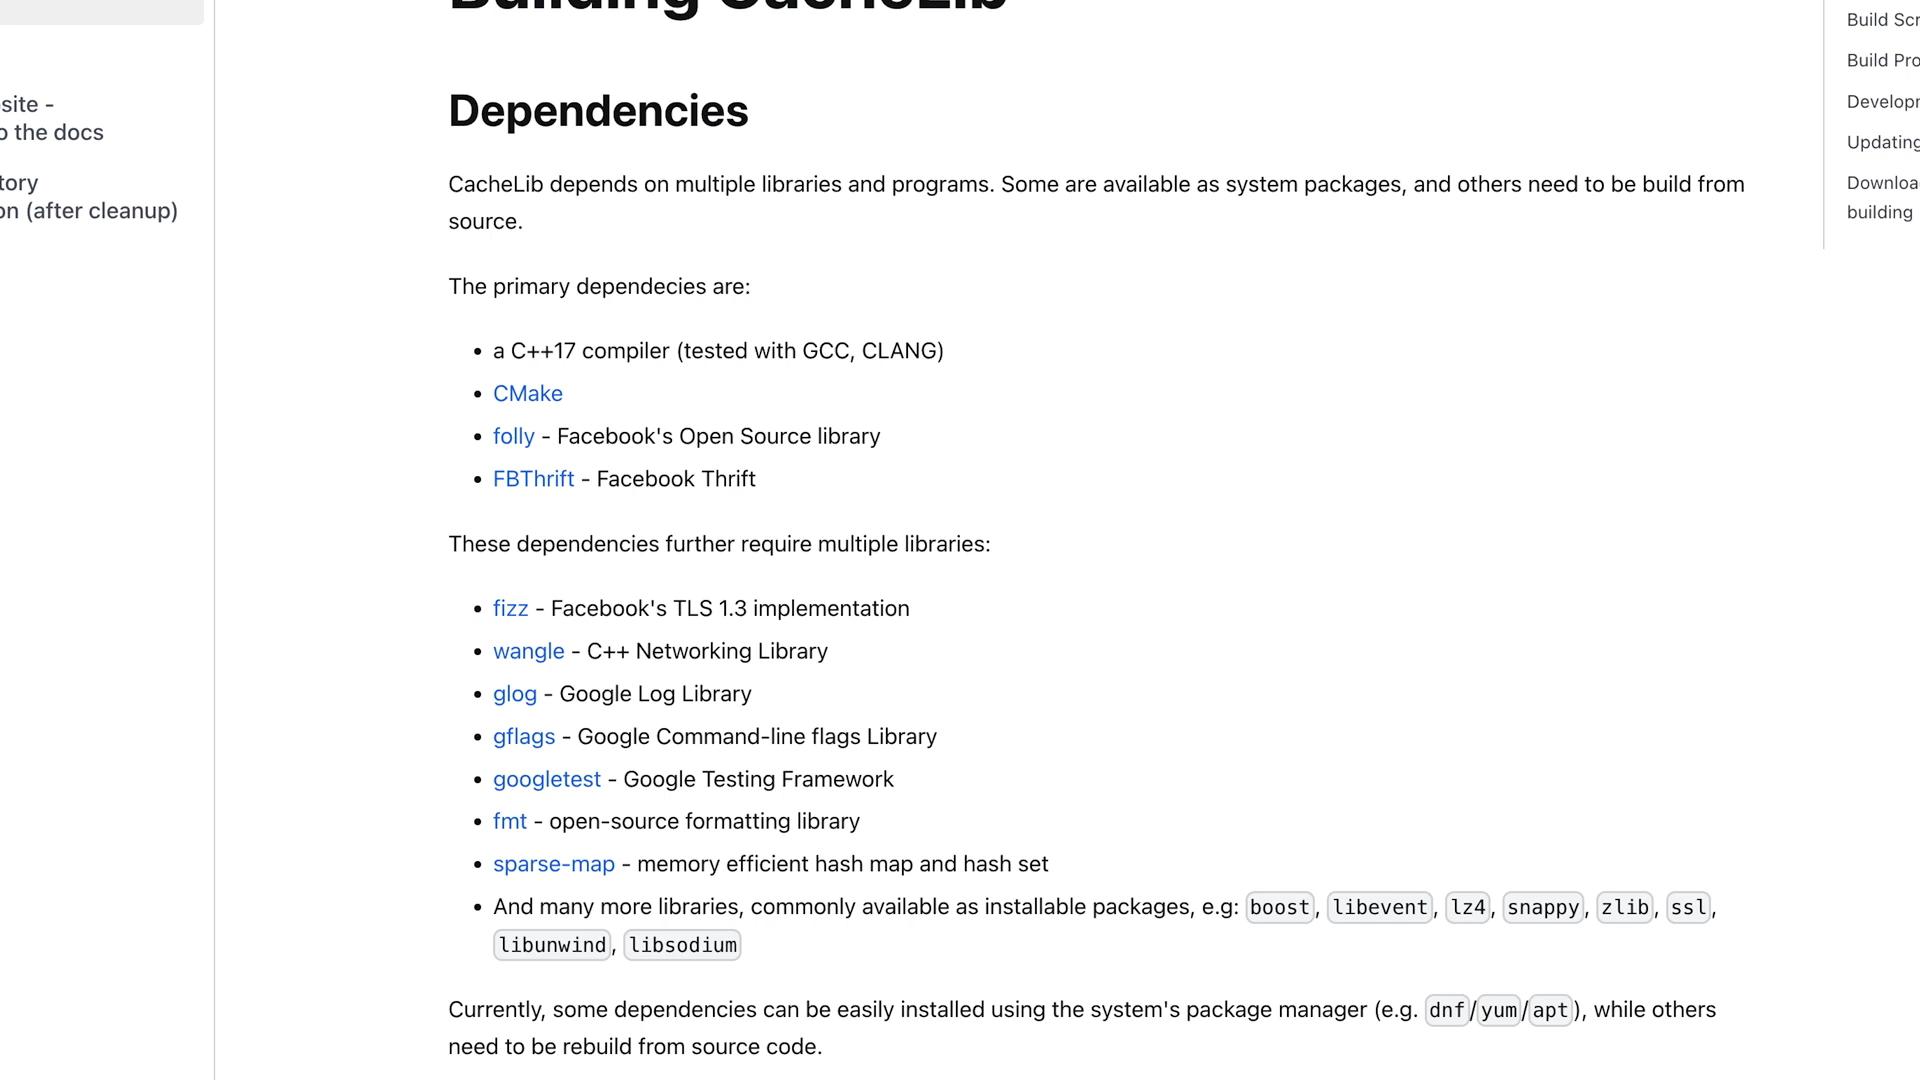 Building CacheLib
site -
o the docs
tory
on (after cleanup)
Dependencies
CacheLib depends on multiple libraries and programs. Some are available as system packages, and others need to be build from
source.
The primary dependecies are:
a C++17 compiler (tested with GCC, CLANG)
CMake
folly - Facebook's Open Source library
FBThrift - Facebook Thrift
These dependencies further require multiple libraries:
fizz - Facebook's TLS 1.3 implementation
wangle - C++ Networking Library
glog - Google Log Library
gflags - Google Command-line flags Library
googletest - Google Testing Framework
fmt - open-source formatting library
sparse-map - memory efficient hash map and hash set
And many more libraries, commonly available as installable packages, e.g: boost, libevent, lz4, snappy, zlib, ssl,
libunwind, libsodium
Currently, some dependencies can be easily installed using the system's package manager (e.g. dnf/yum/apt), while others
need to be rebuild from source code.
Build Scr
Build Pro
Develop
Updating
Downloa
building